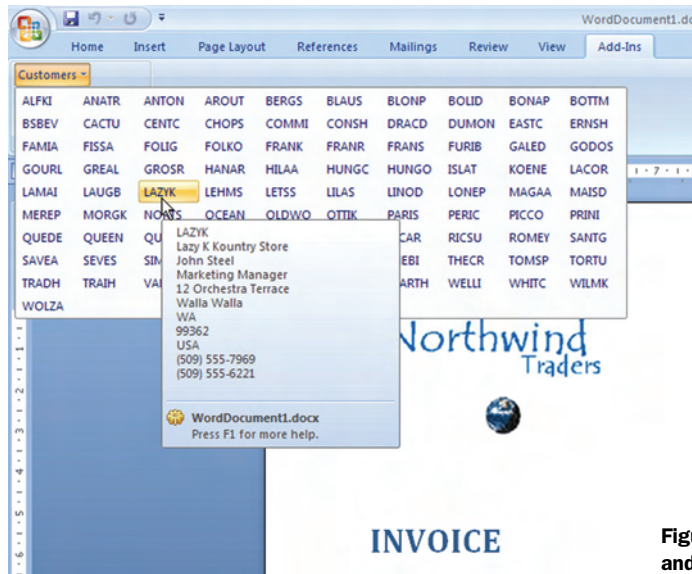 WordDocument1.do
Home Insert Page Layout References Mailings Review View Add-Ins
Customers
ALFKI ANATR ANTON AROUT BERGS BLAUS BLONP BOLID BONAP BOTTM
BSBEV CACTU CENTC CHOPS COMMI CONSH DRACD DUMON EASTC ERNSH
FAMIA FISSA FOLIG FOLKO FRANK FRANR FRANS FURIB GALED GODOS
GOURL GREAL GROSR HANAR HILAA HUNGC HUNGO ISLAT KOENE LACOR
LAMAI LAUGB LAZYK LEHMS LETSS LILAS LINOD LONEP MAGAA MAISD
MEREP MORGK OCEAN OLDWO OTTIK PARIS PERIC PICCO PRINI
QUEDE QUEEN QU CAR RICSU ROMEY SANTG
SAVEA SEVES SIM EBI THECR TOMSP TORTU
TRADH TRAIH VA ARTH WELLI WHITC WILMK
WOLZA
LAZYK
Lazy K Kountry Store
John Steel
Marketing Manager
12 Orchestra Terrace
Walla Walla
WA
99362
USA
(509) 555-7969
(509) 555-6221
WordDocument1.docx
Press F1 for more help.
Northwind
Traders
INVOICE
Figu
and